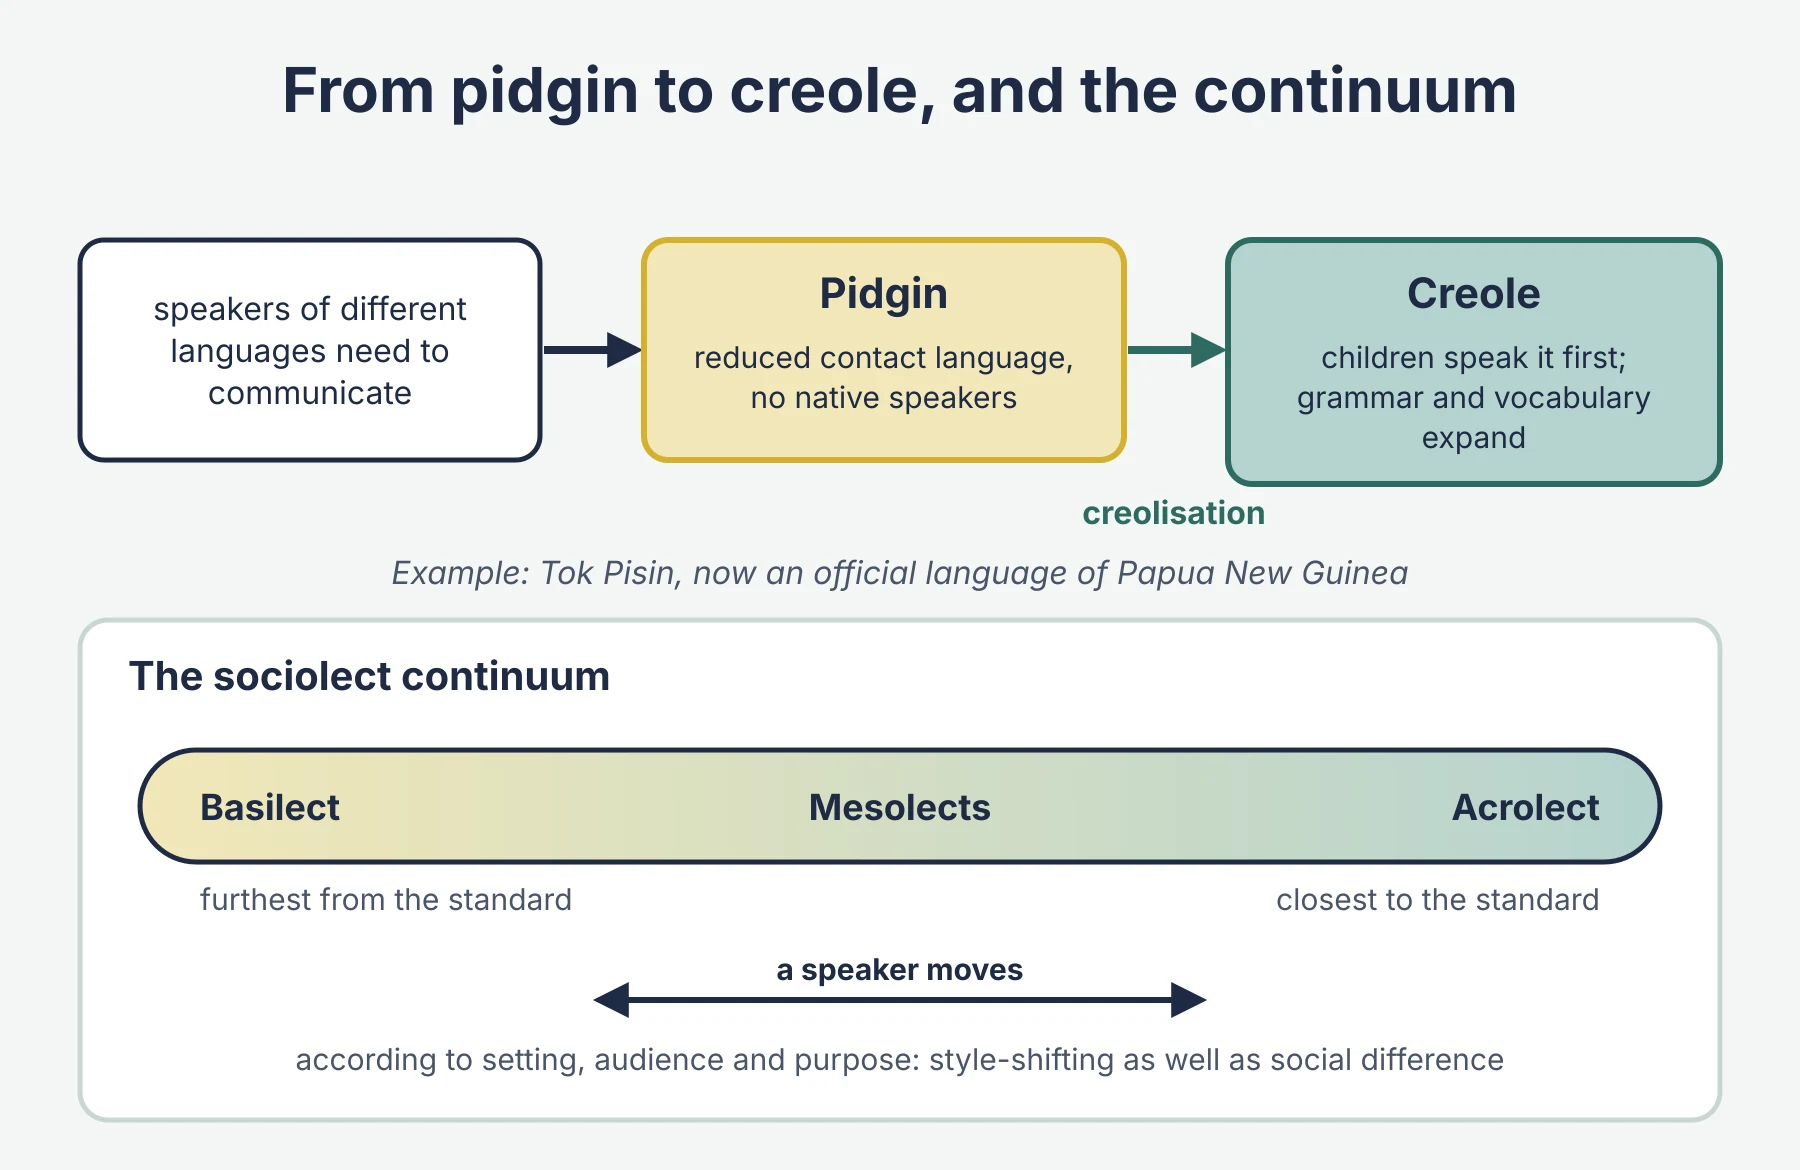 From pidgin to creole, and the continuum
speakers of different
languages need to
communicate
Pidgin
reduced contact language,
no native speakers
Creole
children speak it first;
grammar and vocabulary
expand
creolisation
Example: Tok Pisin, now an official language of Papua New Guinea
The sociolect continuum
Basilect
Mesolects
Acrolect
furthest from the standard
closest to the standard
a speaker moves
according to setting, audience and purpose: style-shifting as well as social difference